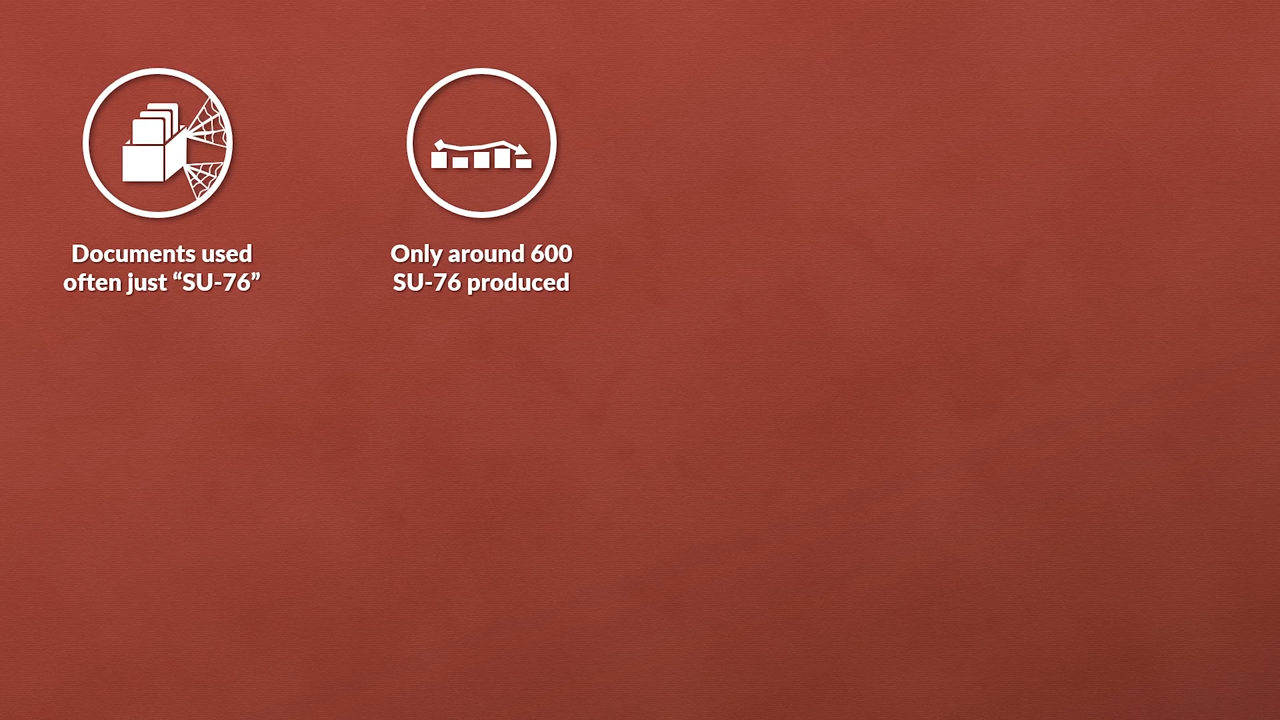 Documents used
often just “SU-76”
Only around 600
SU-76 produced